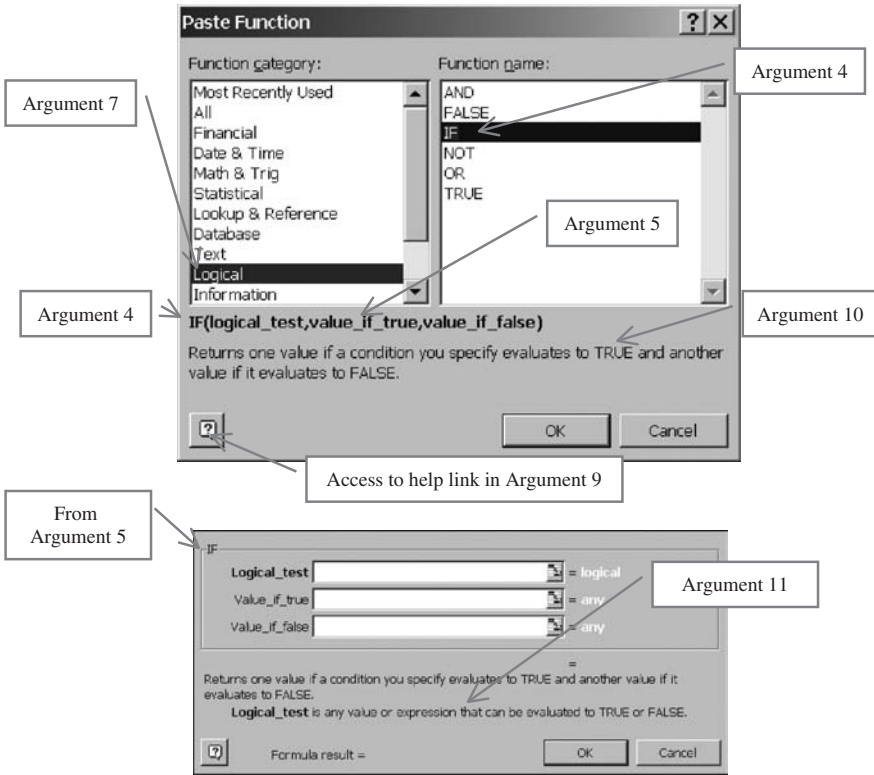 Paste Function
Function category:
Function name:
Argument 4
Argument 7
Most Recently Used
All
Financial
Date & Time
Math & Trig
Statistical
Lookup & Reference
Database
Text
Logical
Information
AND
FALSE
IF
NOT
OR
TRUE
Argument 5
Argument 4
IF(logical_test,value_if_true,value_if_false)
Argument 10
Returns one value if a condition you specify evaluates to TRUE and another
value if it evaluates to FALSE.
OK
Cancel
Access to help link in Argument 9
From
Argument 5
IF
Logical_test
= logical
Value_if_true
= any
Value_if_false
= any
Argument 11
=
Returns one value if a condition you specify evaluates to TRUE and another value if it
evaluates to FALSE.
Logical_test is any value or expression that can be evaluated to TRUE or FALSE.
Formula result =
OK
Cancel